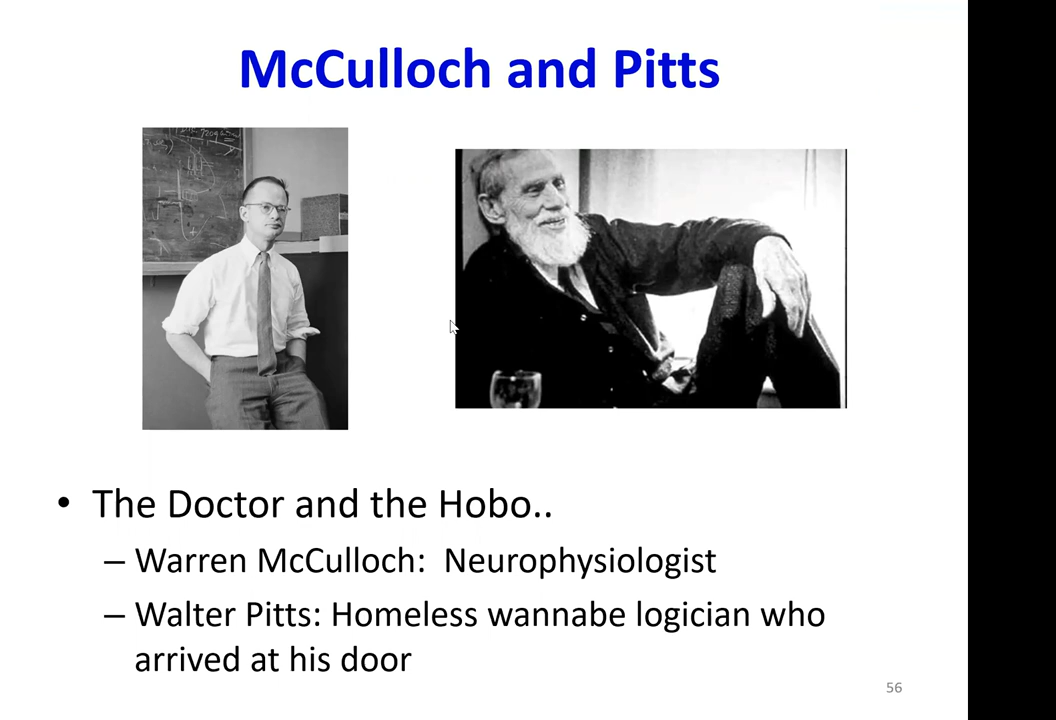 McCulloch and Pitts
• The Doctor and the Hobo..
– Warren McCulloch: Neurophysiologist
– Walter Pitts: Homeless wannabe logician who
arrived at his door
56